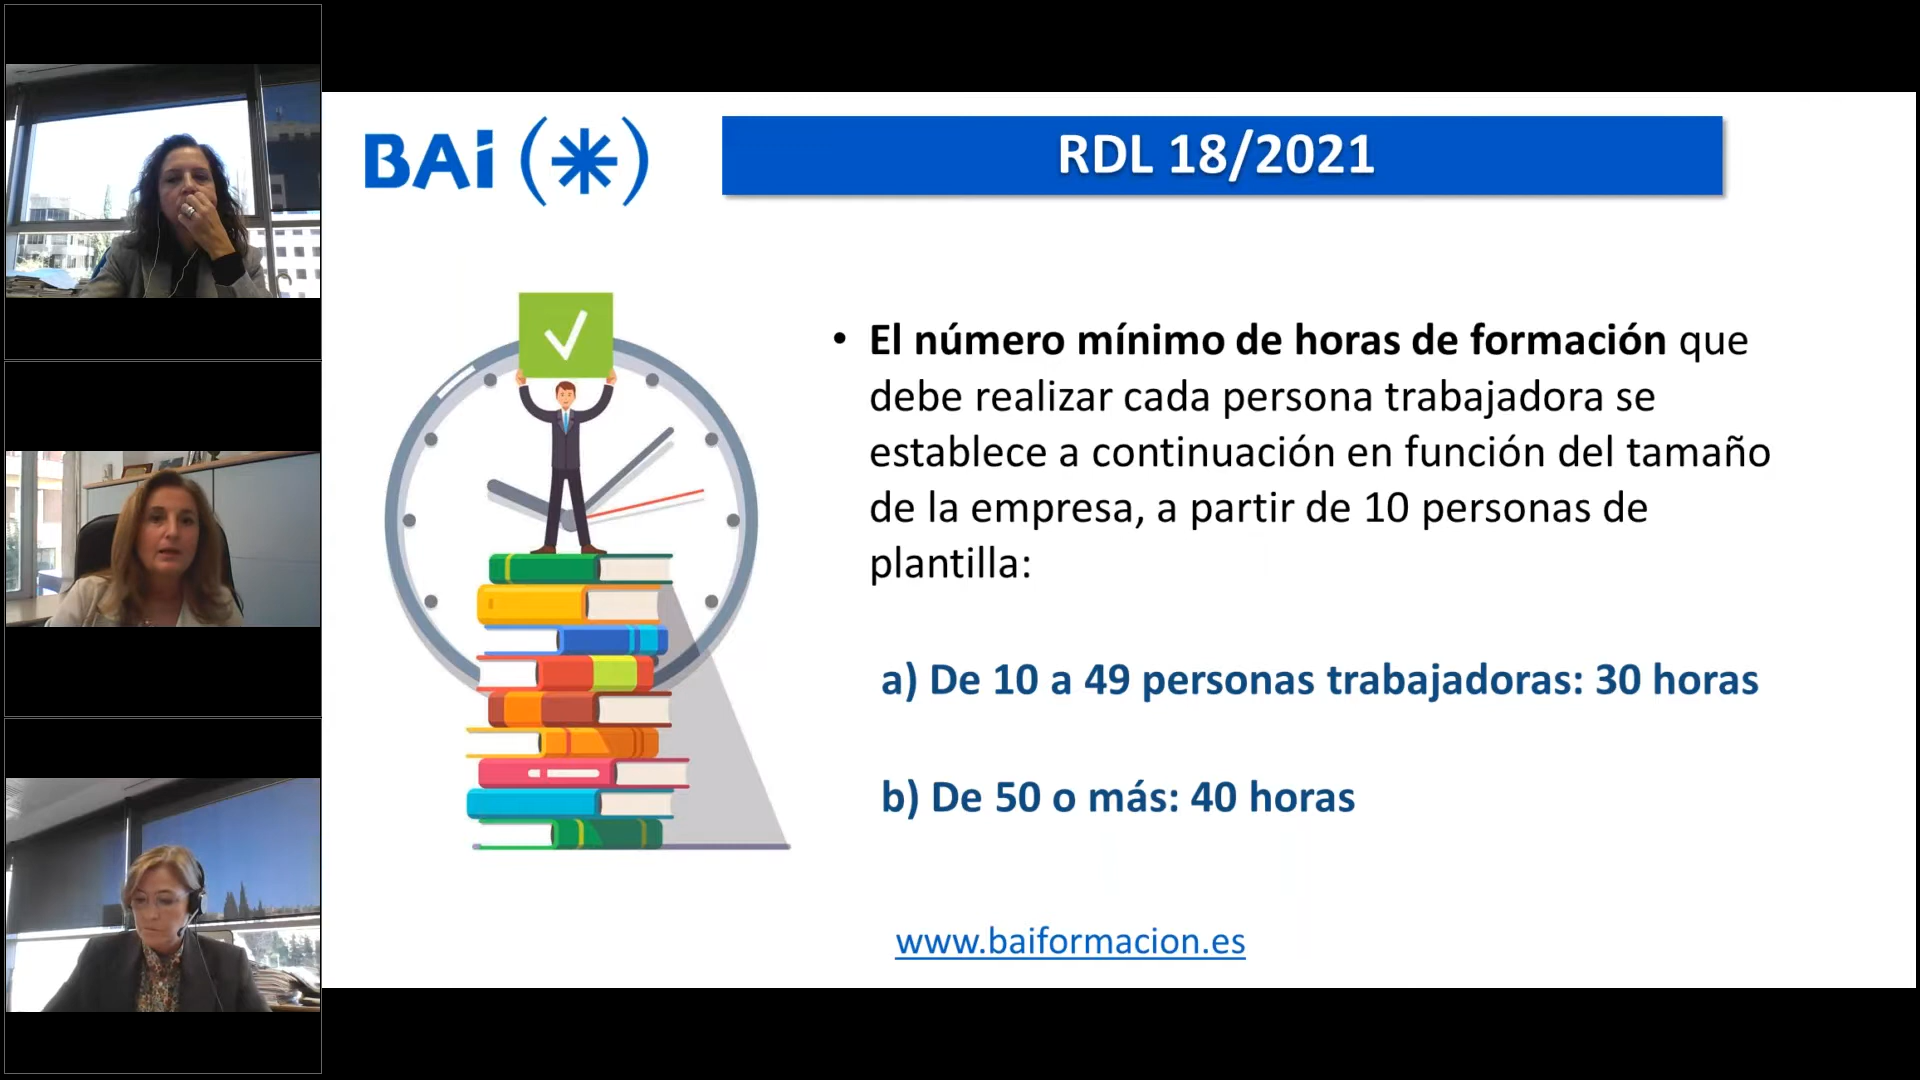 BAi (*)
RDL 18/2021
• El número mínimo de horas de formación que
debe realizar cada persona trabajadora se
establece a continuación en función del tamaño
de la empresa, a partir de 10 personas de
plantilla:
a) De 10 a 49 personas trabajadoras: 30 horas
b) De 50 o más: 40 horas
www.baiformacion.es